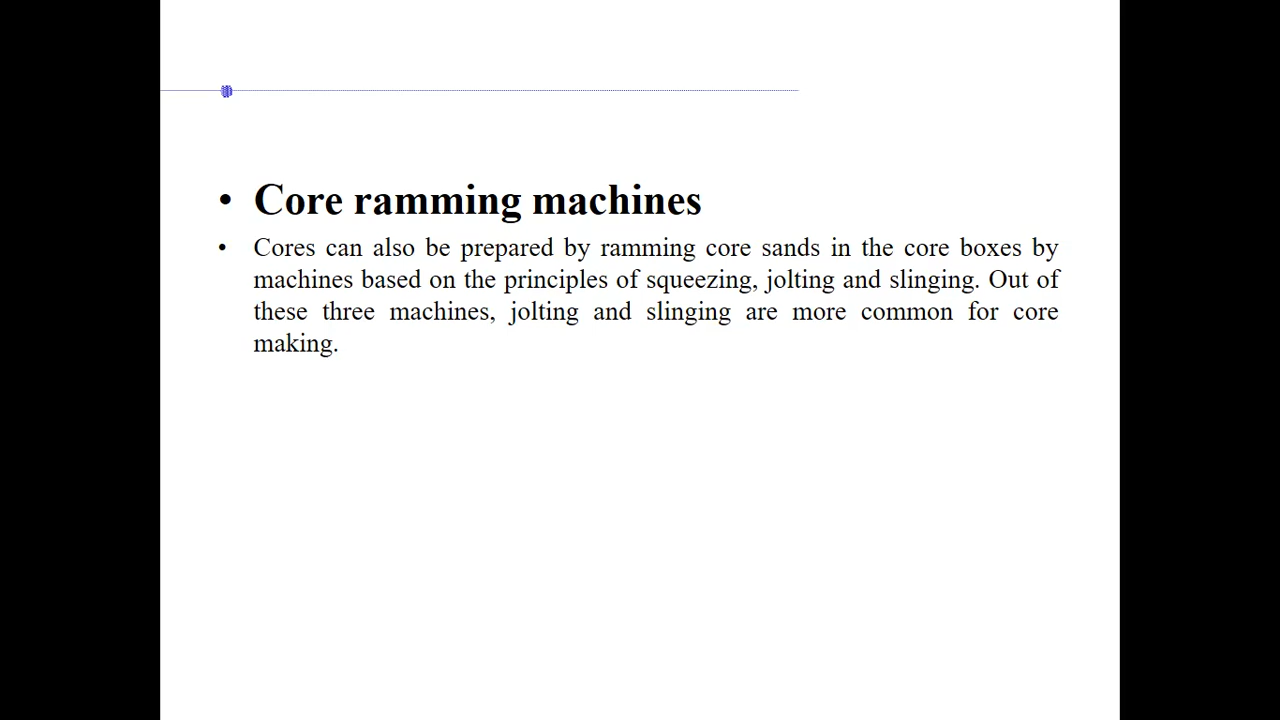 • Core ramming machines
• Cores can also be prepared by ramming core sands in the core boxes by
machines based on the principles of squeezing, jolting and slinging. Out of
these three machines, jolting and slinging are more common for core
making.